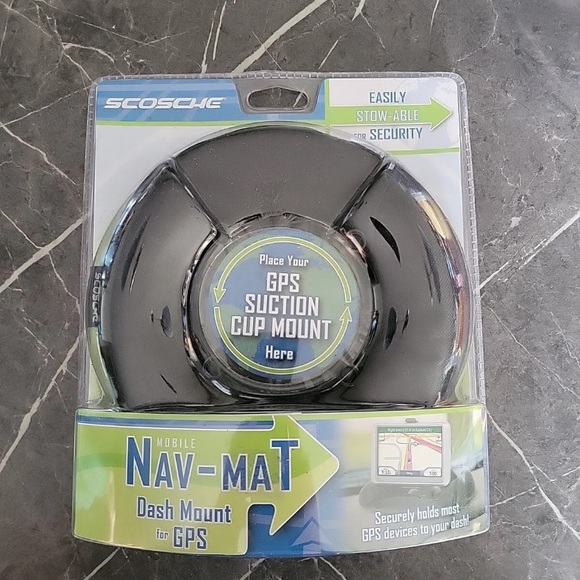 SCOSCHE
EASILY
STOW-ABLE
FOR SECURITY
Place Your
GPS
SUCTION
CUP MOUNT
Here
SCOSCHE
MOBILE
NAV-MAT
Dash Mount
for GPS
Securely holds most
GPS devices to your dash!